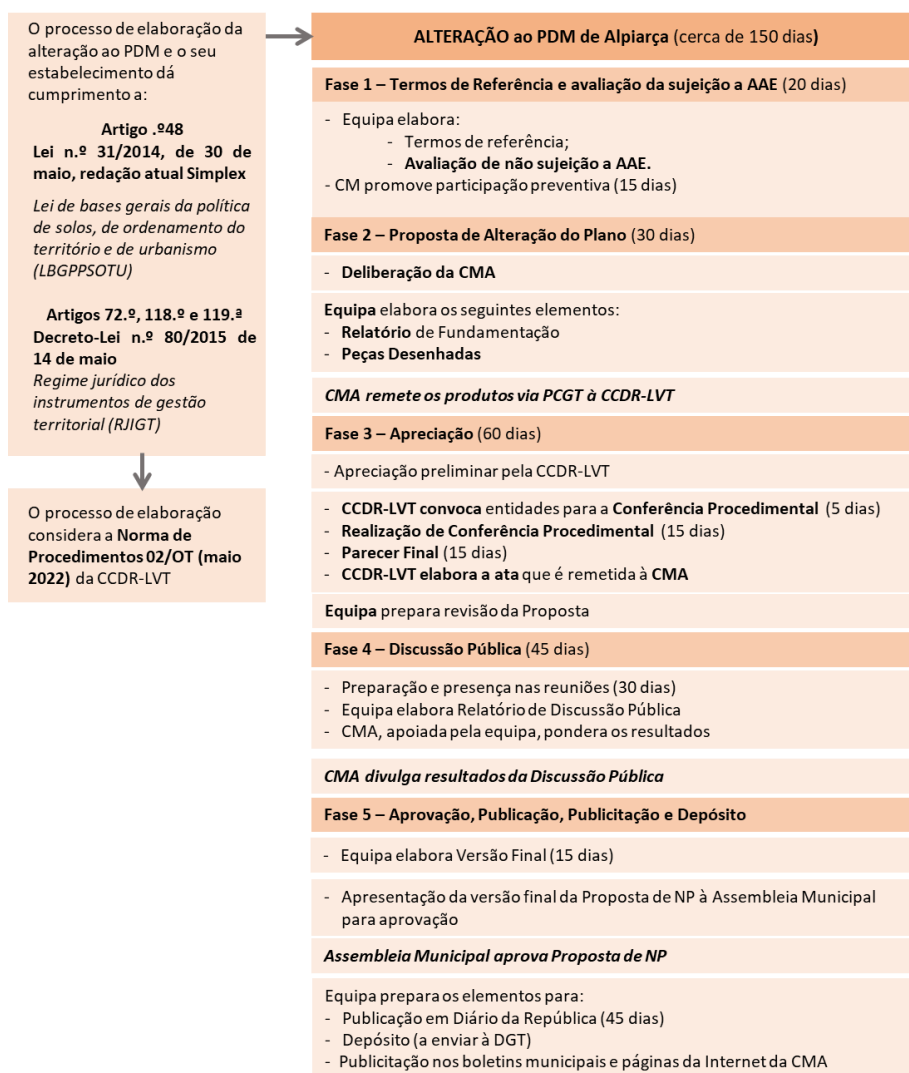 O processo de elaboração da
alteração ao PDM e o seu
estabelecimento dá
cumprimento a:
Artigo .º48
Lei n.º 31/2014, de 30 de
maio, redação atual Simplex
Lei de bases gerais da política
de solos, de ordenamento do
território e de urbanismo
(LBGPPSOTU)
Artigos 72.º, 118.º e 119.ª
Decreto-Lei n.º 80/2015 de
14 de maio
Regime jurídico dos
instrumentos de gestão
territorial (RJIGT)
O processo de elaboração
considera a Norma de
Procedimentos 02/OT (maio
2022) da CCDR-LVT
ALTERAÇÃO ao PDM de Alpiarça (cerca de 150 dias)
Fase 1 – Termos de Referência e avaliação da sujeição a AAE (20 dias)
- Equipa elabora:
- Termos de referência;
- Avaliação de não sujeição a AAE.
- CM promove participação preventiva (15 dias)
Fase 2 – Proposta de Alteração do Plano (30 dias)
- Deliberação da CMA
Equipa elabora os seguintes elementos:
- Relatório de Fundamentação
- Peças Desenhadas
CMA remete os produtos via PCGT à CCDR-LVT
Fase 3 – Apreciação (60 dias)
- Apreciação preliminar pela CCDR-LVT
- CCDR-LVT convoca entidades para a Conferência Procedimental (5 dias)
- Realização de Conferência Procedimental (15 dias)
- Parecer Final (15 dias)
- CCDR-LVT elabora a ata que é remetida à CMA
Equipa prepara revisão da Proposta
Fase 4 – Discussão Pública (45 dias)
- Preparação e presença nas reuniões (30 dias)
- Equipa elabora Relatório de Discussão Pública
- CMA, apoiada pela equipa, pondera os resultados
CMA divulga resultados da Discussão Pública
Fase 5 – Aprovação, Publicação, Publicitação e Depósito
- Equipa elabora Versão Final (15 dias)
- Apresentação da versão final da Proposta de NP à Assembleia Municipal
para aprovação
Assembleia Municipal aprova Proposta de NP
Equipa prepara os elementos para:
- Publicação em Diário da República (45 dias)
- Depósito (a enviar à DGT)
- Publicitação nos boletins municipais e páginas da Internet da CMA